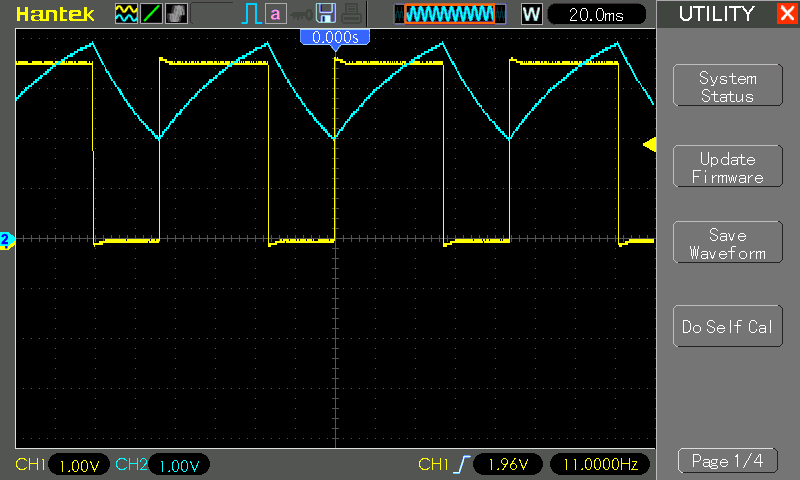 Hantek
a
W
20.0ms
UTILITY
0.000s
System
Status
Update
Firmware
Save
Waveform
Do Self Cal
2
CH1 1.00V CH2 1.00V CH1 1.96V 11.0000Hz
Page 1/4